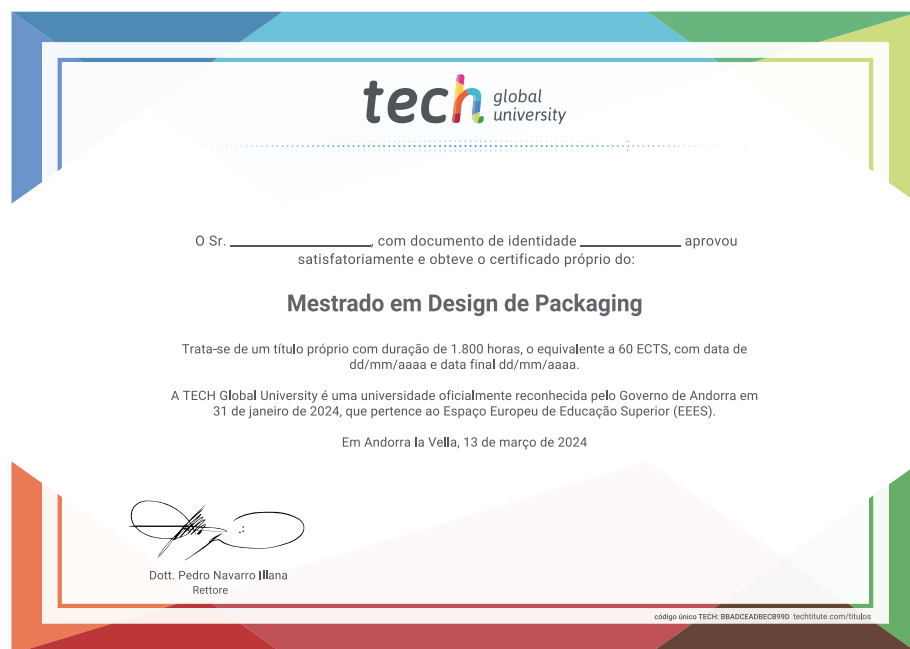 tech global university
O Sr. ____________________, com documento de identidade ______________ aprovou
satisfatoriamente e obteve o certificado próprio do:
Mestrado em Design de Packaging
Trata-se de um título próprio com duração de 1.800 horas, o equivalente a 60 ECTS, com data de
dd/mm/aaaa e data final dd/mm/aaaa.
A TECH Global University é uma universidade oficialmente reconhecida pelo Governo de Andorra em
31 de janeiro de 2024, que pertence ao Espaço Europeu de Educação Superior (EEES).
Em Andorra la Vella, 13 de março de 2024
Dott. Pedro Navarro Illana
Rettore
código único TECH: BBADCEADBECB99D techtitute.com/titulos